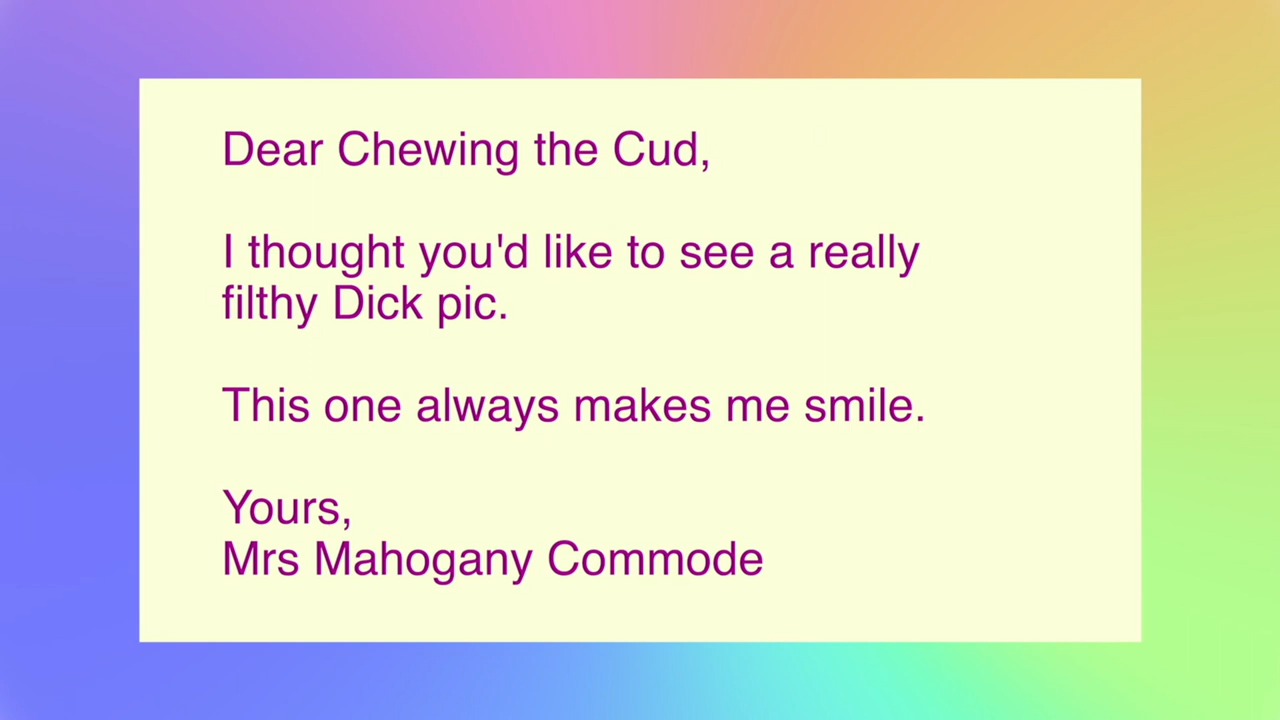 Dear Chewing the Cud,
I thought you'd like to see a really
filthy Dick pic.
This one always makes me smile.
Yours,
Mrs Mahogany Commode